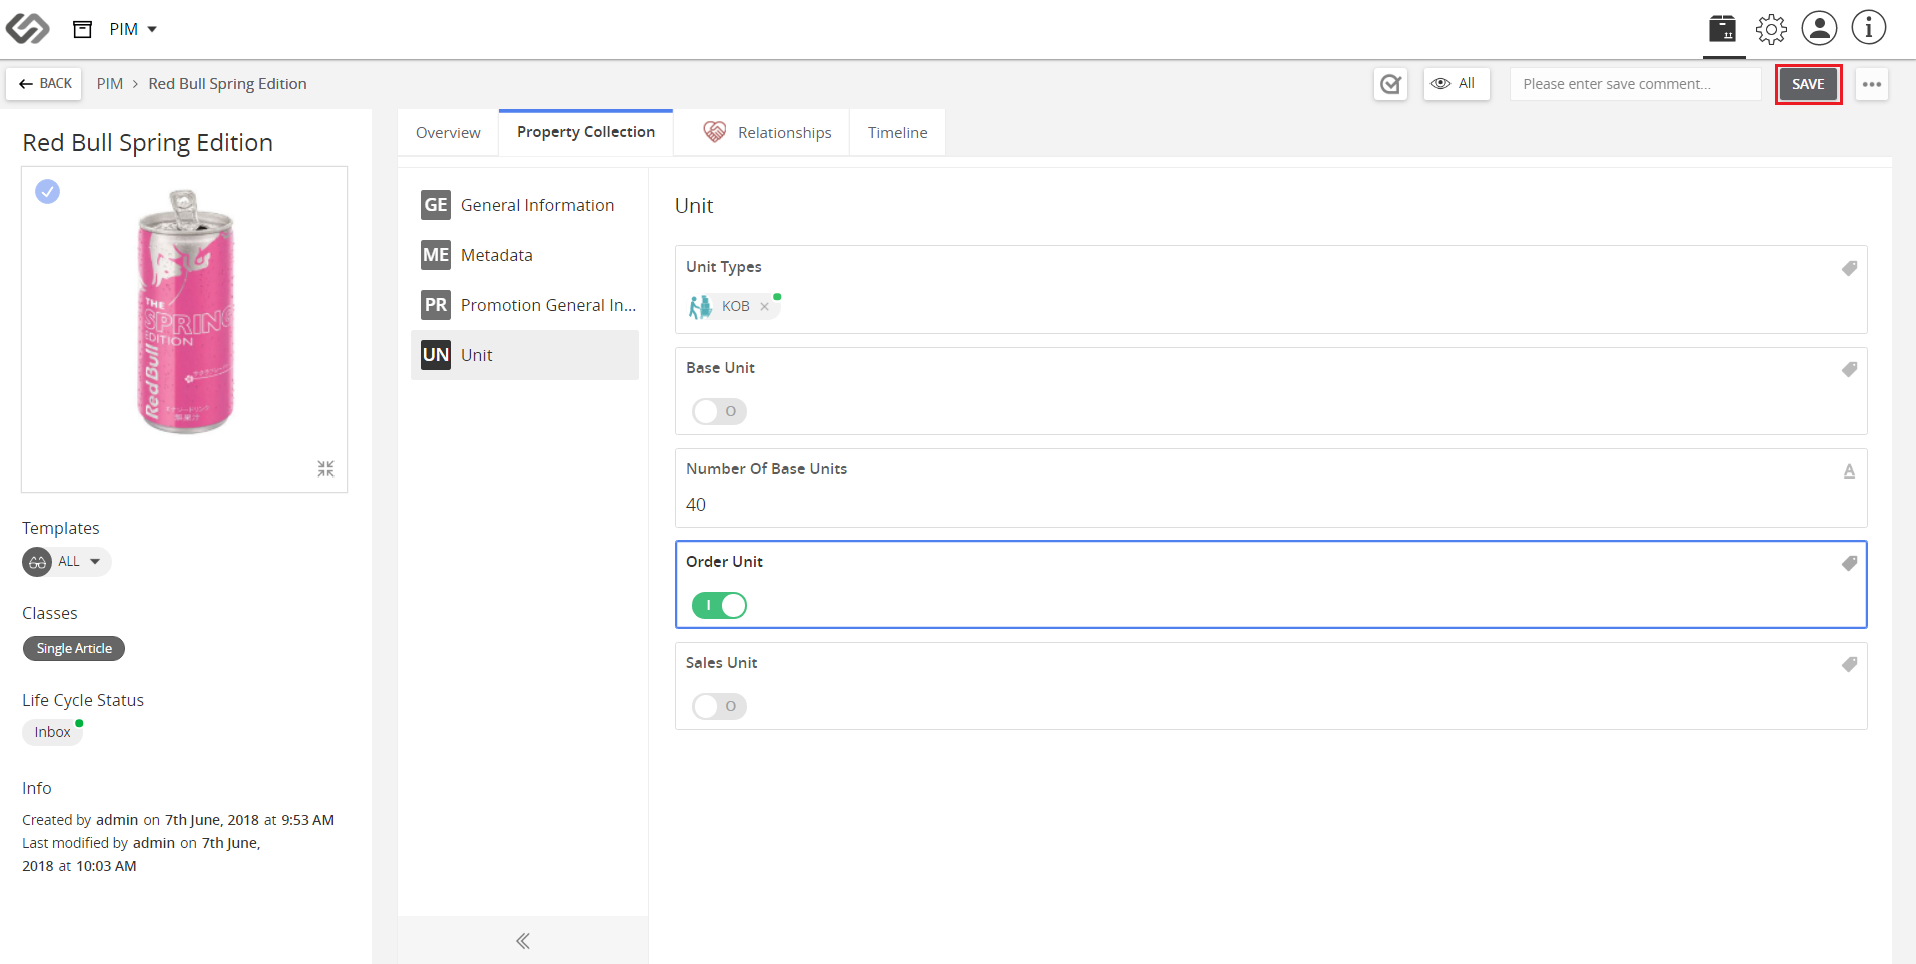 PIM
BACK
PIM > Red Bull Spring Edition
All
Please enter save comment...
SAVE
Red Bull Spring Edition
THE
SPRING
EDITION
Red Bull
Templates
ALL
Classes
Single Article
Life Cycle Status
Inbox
Info
Created by admin on 7th June, 2018 at 9:53 AM
Last modified by admin on 7th June,
2018 at 10:03 AM
Overview
Property Collection
Relationships
Timeline
GE General Information
ME Metadata
PR Promotion General In...
UN Unit
Unit
Unit Types
KOB
Base Unit
O
Number Of Base Units
A
40
Order Unit
I
Sales Unit
O